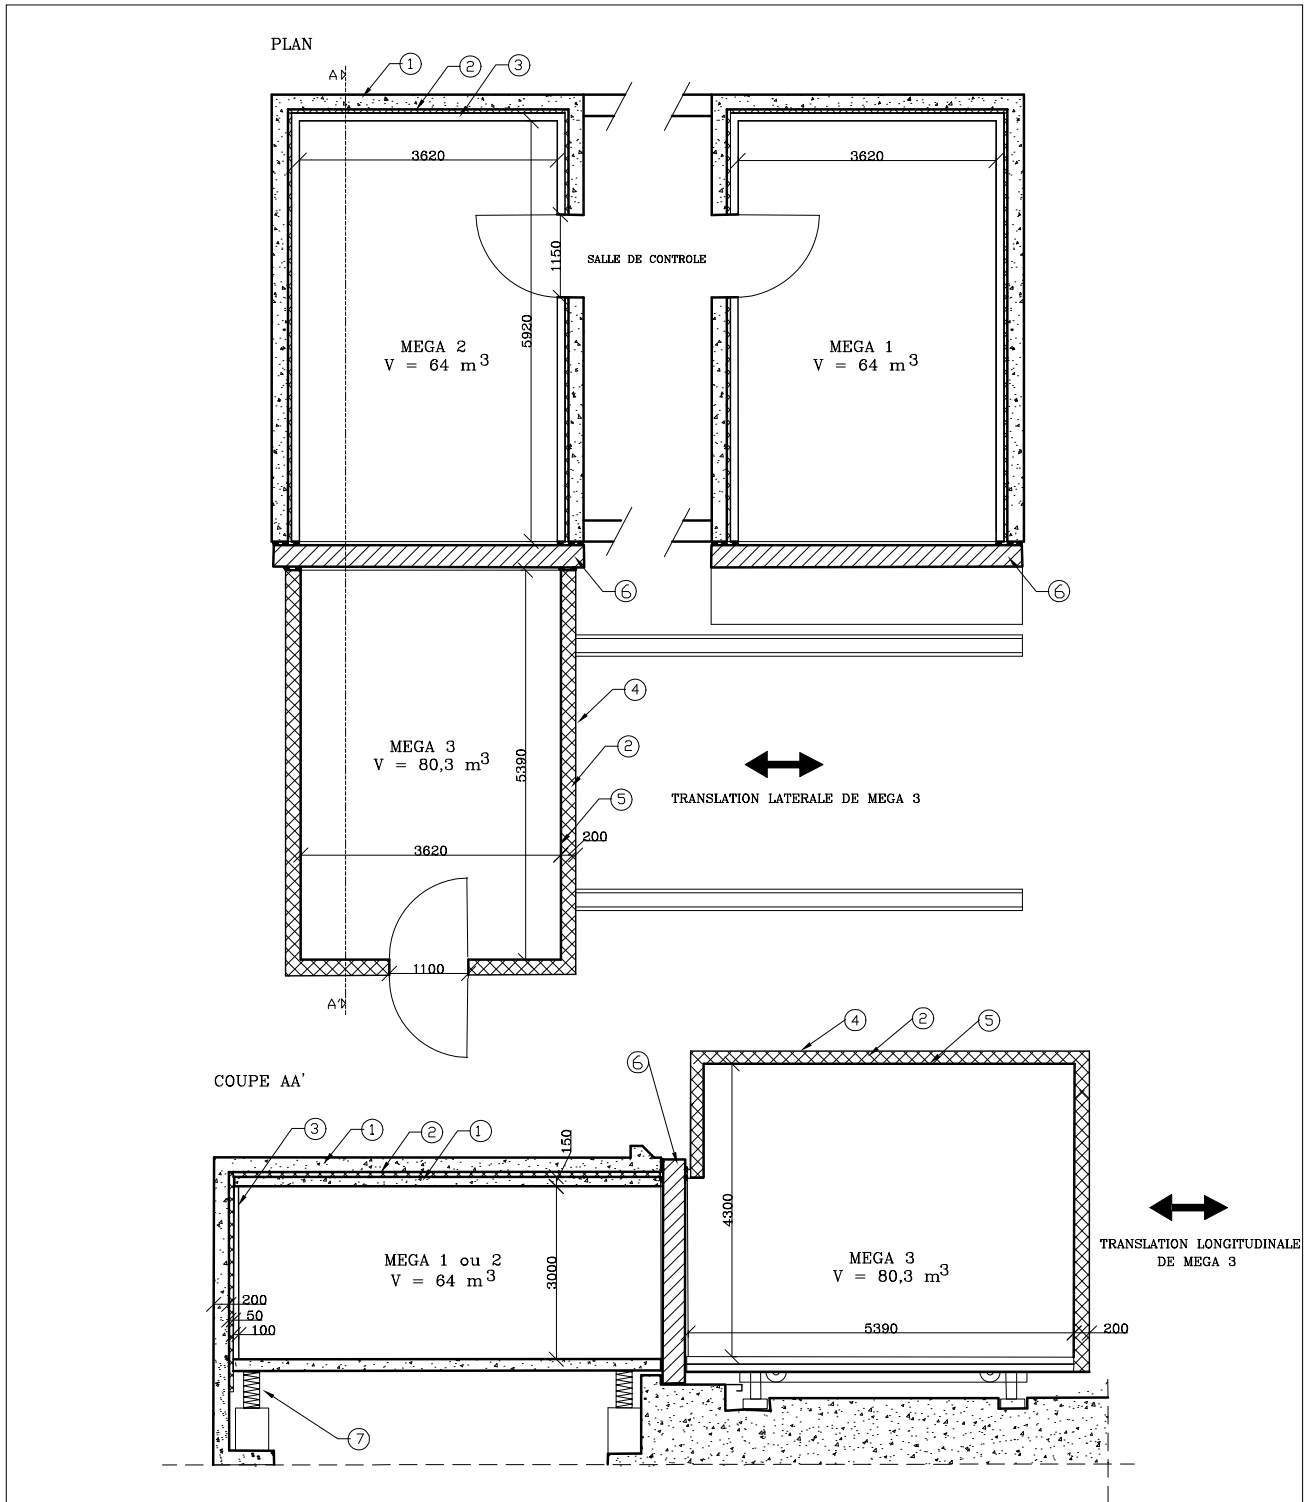 PLAN
A
1
2
3
3620
3620
1150
SALLE DE CONTROLE
5920
MEGA 2
V = 64 m³
MEGA 1
V = 64 m³
6
6
4
MEGA 3
V = 80,3 m³
2
5390
TRANSLATION LATERALE DE MEGA 3
5
200
3620
1100
A'
4
2
5
6
COUPE AA'
3
1
2
1
150
4300
3000
MEGA 1 ou 2
V = 64 m³
MEGA 3
V = 80,3 m³
TRANSLATION LONGITUDINALE
DE MEGA 3
200
50
100
5390
200
7